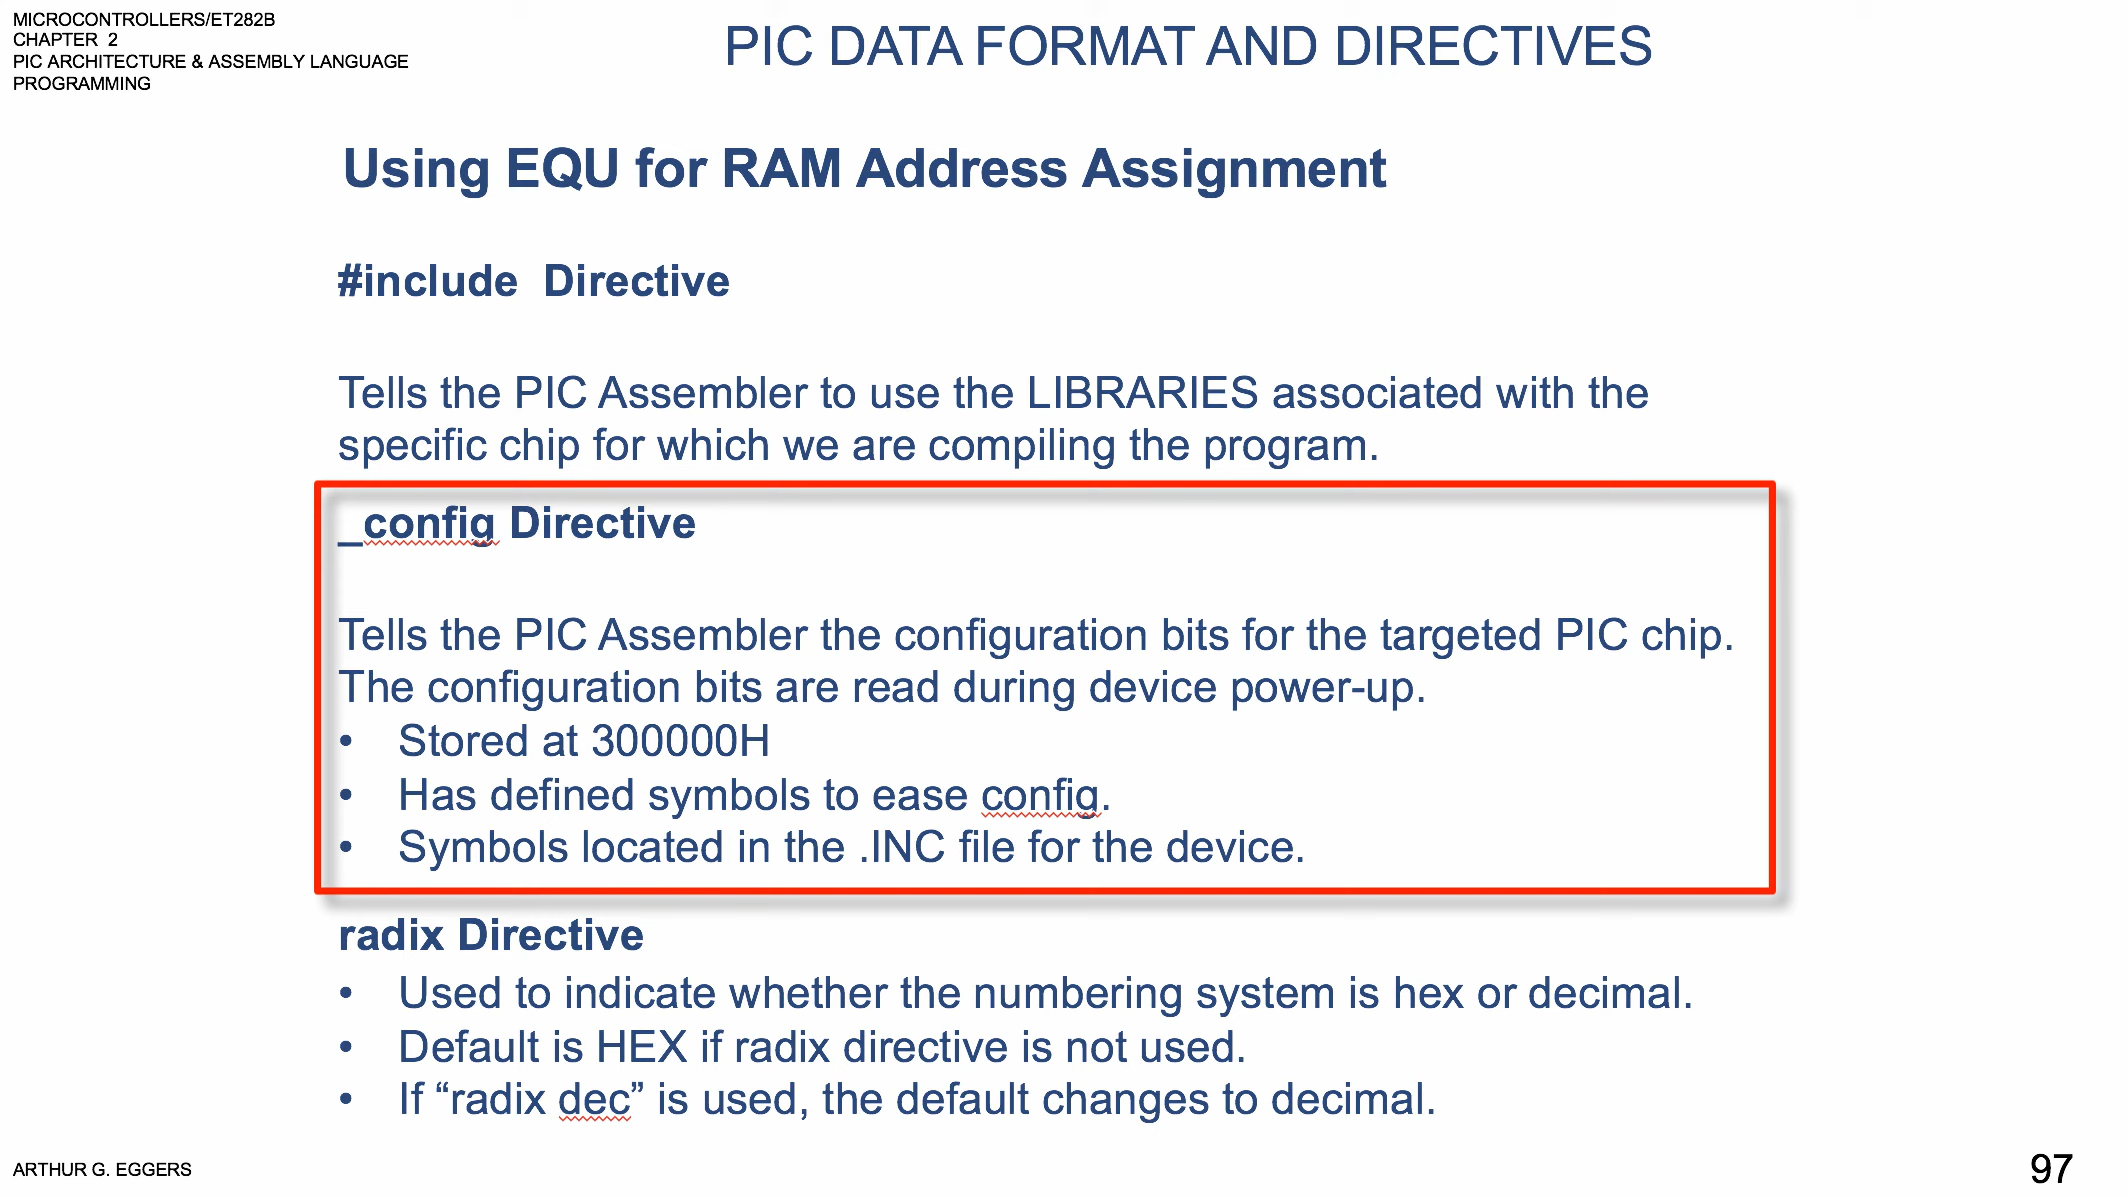 MICROCONTROLLERS/ET282B
CHAPTER 2
PIC ARCHITECTURE & ASSEMBLY LANGUAGE
PROGRAMMING
PIC DATA FORMAT AND DIRECTIVES
Using EQU for RAM Address Assignment
#include Directive
Tells the PIC Assembler to use the LIBRARIES associated with the
specific chip for which we are compiling the program.
_config Directive
Tells the PIC Assembler the configuration bits for the targeted PIC chip.
The configuration bits are read during device power-up.
• Stored at 300000H
• Has defined symbols to ease config.
• Symbols located in the .INC file for the device.
radix Directive
• Used to indicate whether the numbering system is hex or decimal.
• Default is HEX if radix directive is not used.
• If “radix dec” is used, the default changes to decimal.
ARTHUR G. EGGERS
97